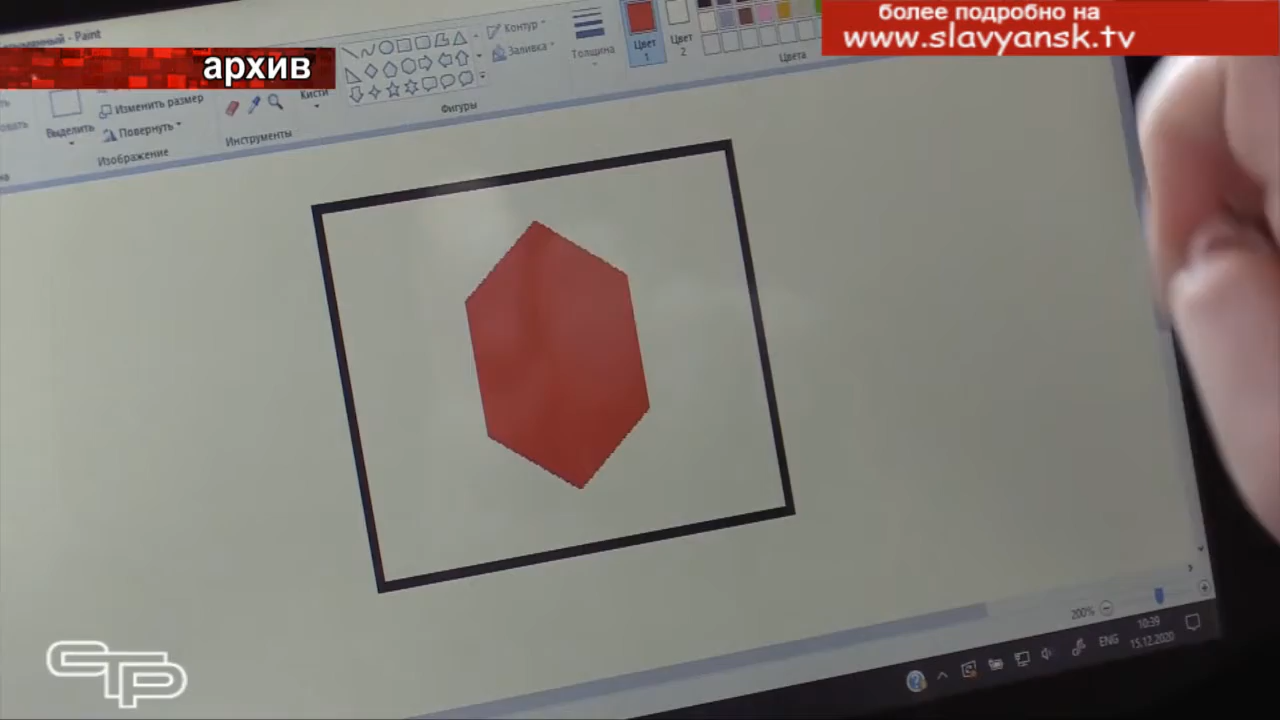 более подробно на
www.slavyansk.tv
архив
- Paint
Контур
Заливка
Толщина
Цвет
1
Цвет
2
Цвета
Изменить размер
Повернуть
Выделить
Изображение
Инструменты
Кисти
Фигуры
200%
10:39
15.12.2020
ENG
СТР